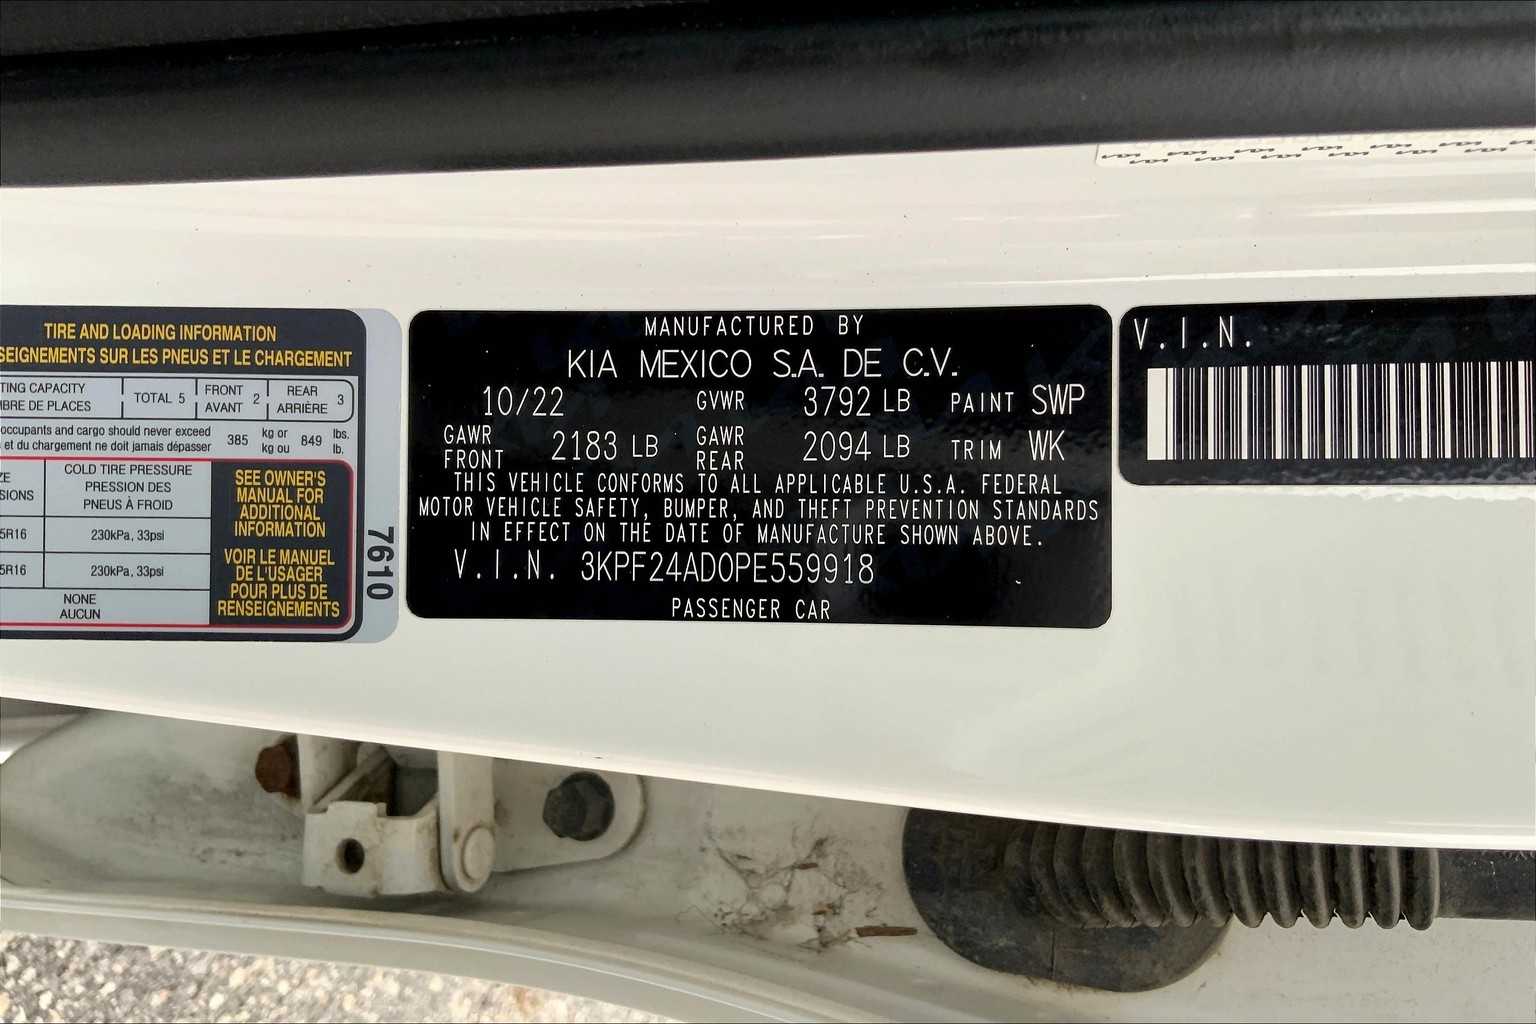 TIRE AND LOADING INFORMATION
SEIGNEMENTS SUR LES PNEUS ET LE CHARGEMENT
TING CAPACITY
MBRE DE PLACES
TOTAL 5
FRONT
AVANT 2
REAR
ARRIÈRE 3
occupants and cargo should never exceed
et du chargement ne doit jamais dépasser
385 kg or 849 lbs.
kg ou lb.
ZE
SIONS
COLD TIRE PRESSURE
PRESSION DES
PNEUS À FROID
5R16 230kPa, 33psi
5R16 230kPa, 33psi
NONE
AUCUN
SEE OWNER'S
MANUAL FOR
ADDITIONAL
INFORMATION
VOIR LE MANUEL
DE L'USAGER
POUR PLUS DE
RENSEIGNEMENTS
7610
MANUFACTURED BY
KIA MEXICO S.A. DE C.V.
10/22 GVWR 3792 LB PAINT SWP
GAWR
FRONT 2183 LB
GAWR
REAR 2094 LB TRIM WK
THIS VEHICLE CONFORMS TO ALL APPLICABLE U.S.A. FEDERAL
MOTOR VEHICLE SAFETY, BUMPER, AND THEFT PREVENTION STANDARDS
IN EFFECT ON THE DATE OF MANUFACTURE SHOWN ABOVE.
V.I.N. 3KPF24AD0PE559918
PASSENGER CAR
V.I.N.